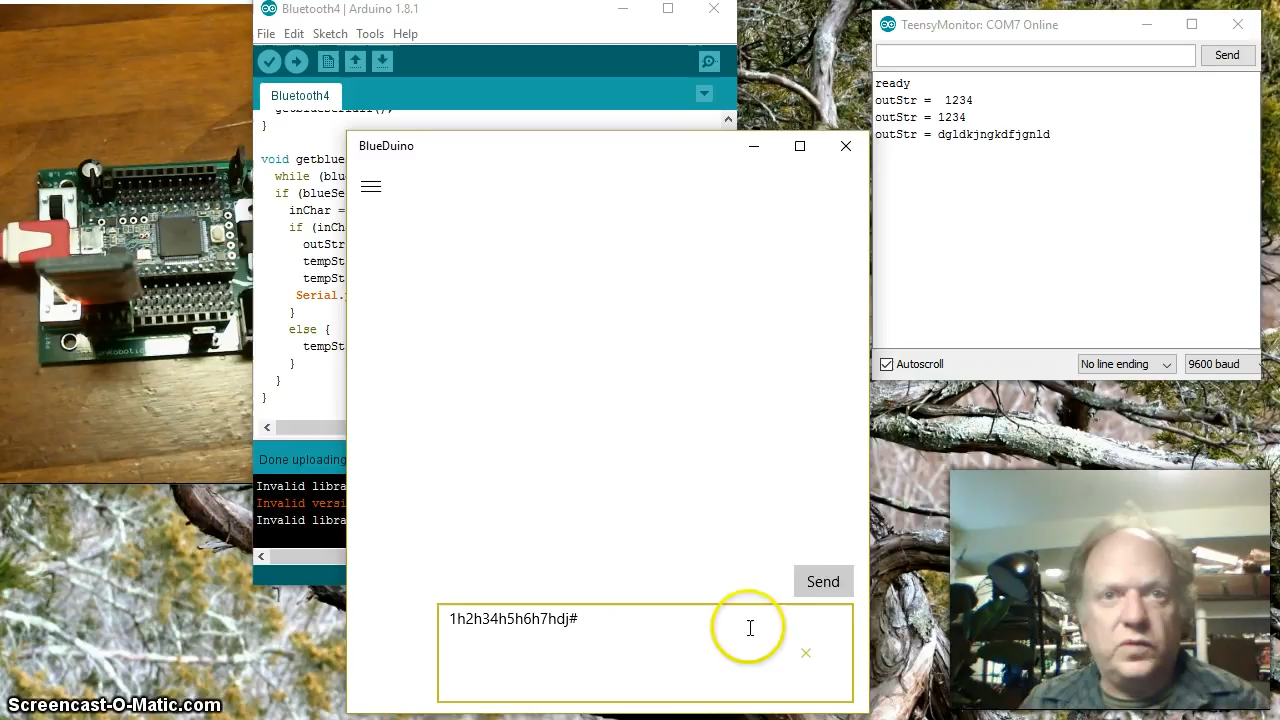 Bluetooth4 | Arduino 1.8.1
File Edit Sketch Tools Help
Bluetooth4
}
void getblue
while (blu
if (blueSe
inChar =
if (inCha
outStr
tempSt
tempSt
Serial.
}
else {
tempSt
}
}
}
Done uploading
Invalid libra
Invalid versi
Invalid libra
BlueDuino
Send
1h2h34h5h6h7hdj#
TeensyMonitor: COM7 Online
Send
ready
outStr =  1234
outStr = 1234
outStr = dgldkjngkdfjgnld
Autoscroll
No line ending
9600 baud
Screencast-O-Matic.com